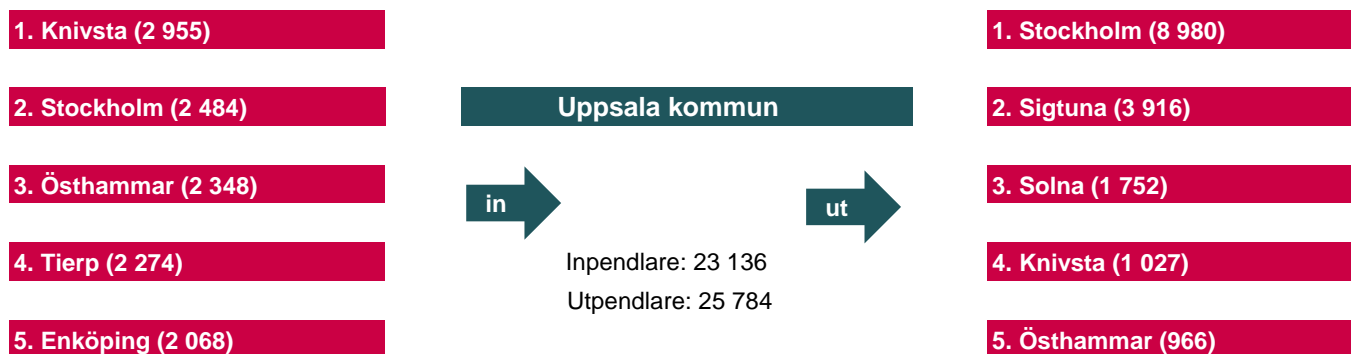 1. Knivsta (2 955)
2. Stockholm (2 484)
3. Östhammar (2 348)
4. Tierp (2 274)
5. Enköping (2 068)
Uppsala kommun
in
ut
Inpendlare: 23 136
Utpendlare: 25 784
1. Stockholm (8 980)
2. Sigtuna (3 916)
3. Solna (1 752)
4. Knivsta (1 027)
5. Östhammar (966)